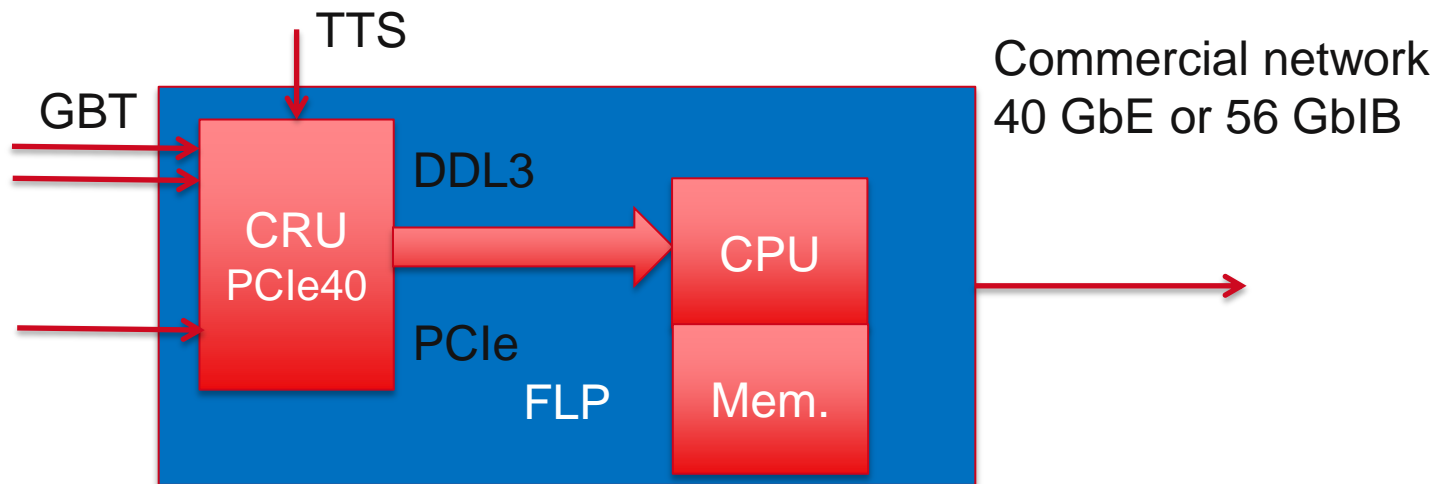 TTS
Commercial network
40 GbE or 56 GbIB
GBT
DDL3
CRU
PCIe40
CPU
PCIe
FLP
Mem.